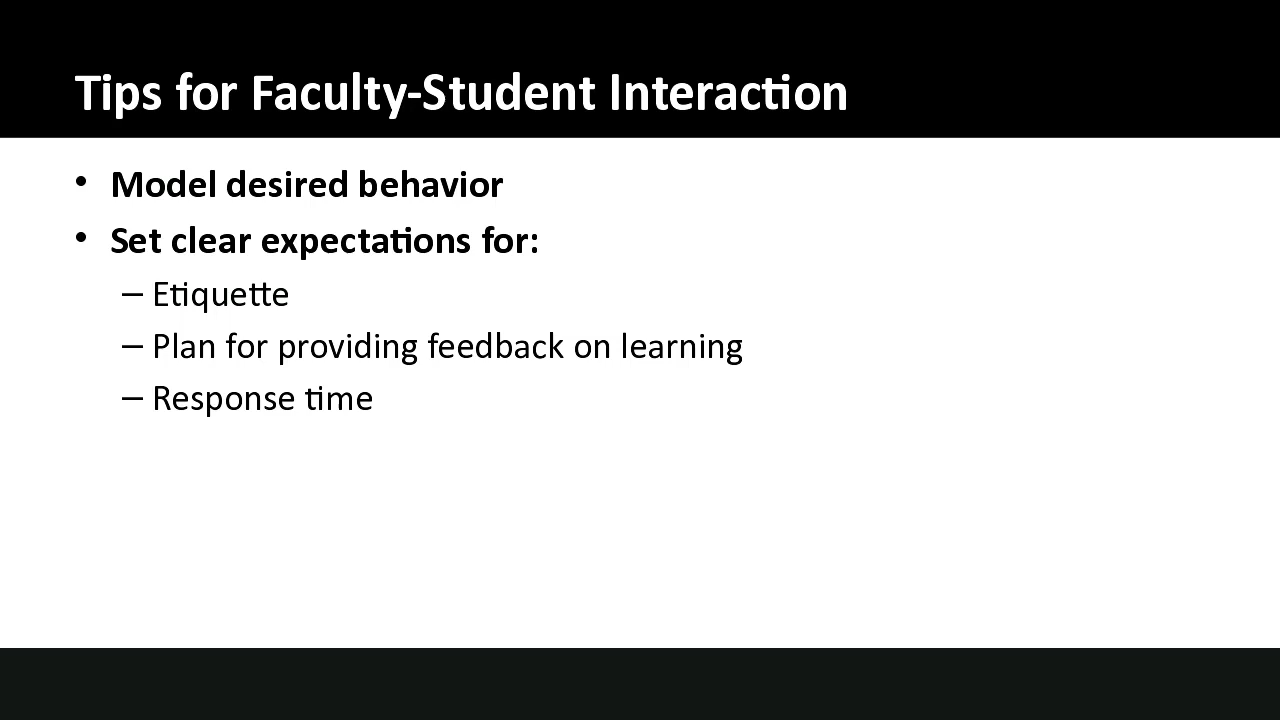 Tips for Faculty-Student Interaction
• Model desired behavior
• Set clear expectations for:
– Etiquette
– Plan for providing feedback on learning
– Response time